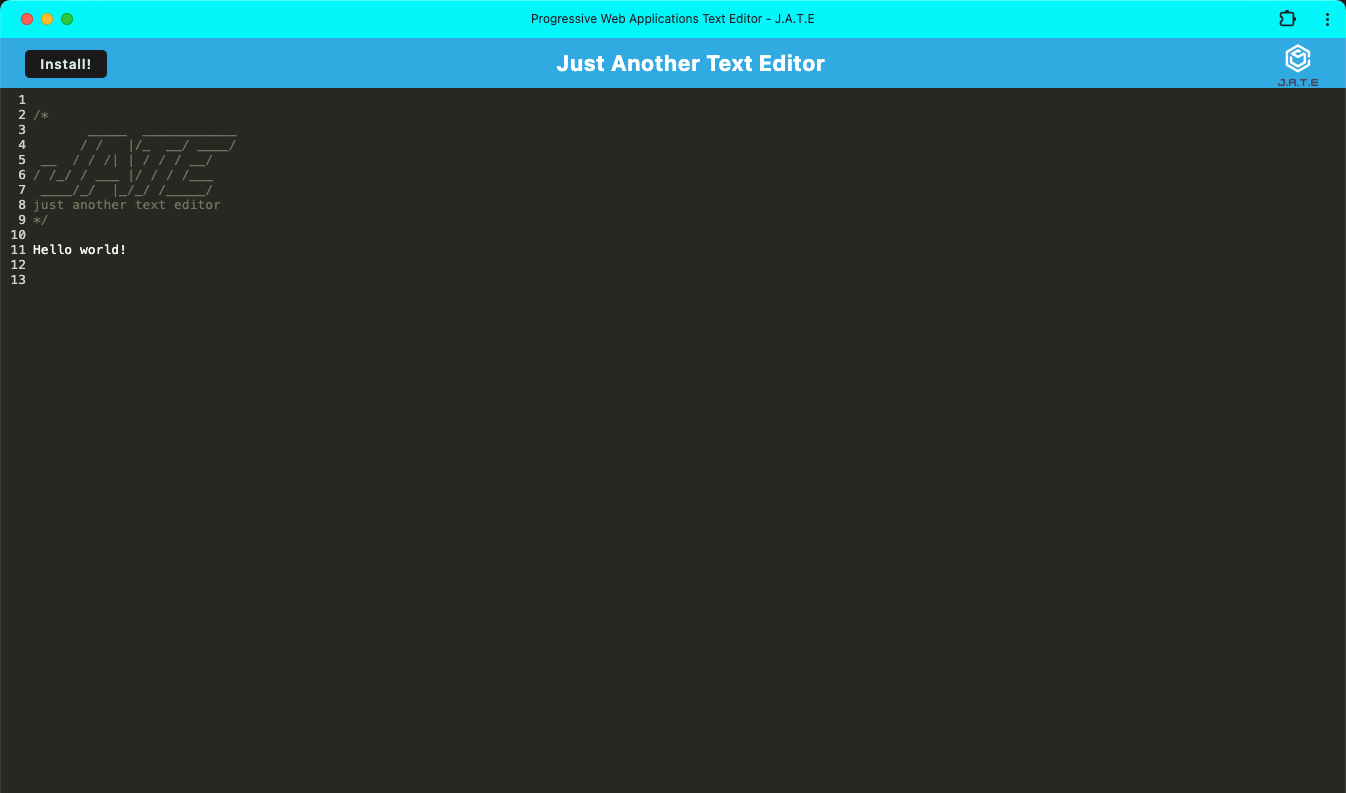 Progressive Web Applications Text Editor - J.A.T.E
Install!
Just Another Text Editor
J.A.T.E
1
2 /*
3        _____  ____________
4       / /   |/_  __/ ____/
5  __  / / /| | / / / __/
6 / /_/ / ___ |/ / / /___
7  ____/_/  |_/_/ /_____/
8 just another text editor
9 */
10
11 Hello world!
12
13